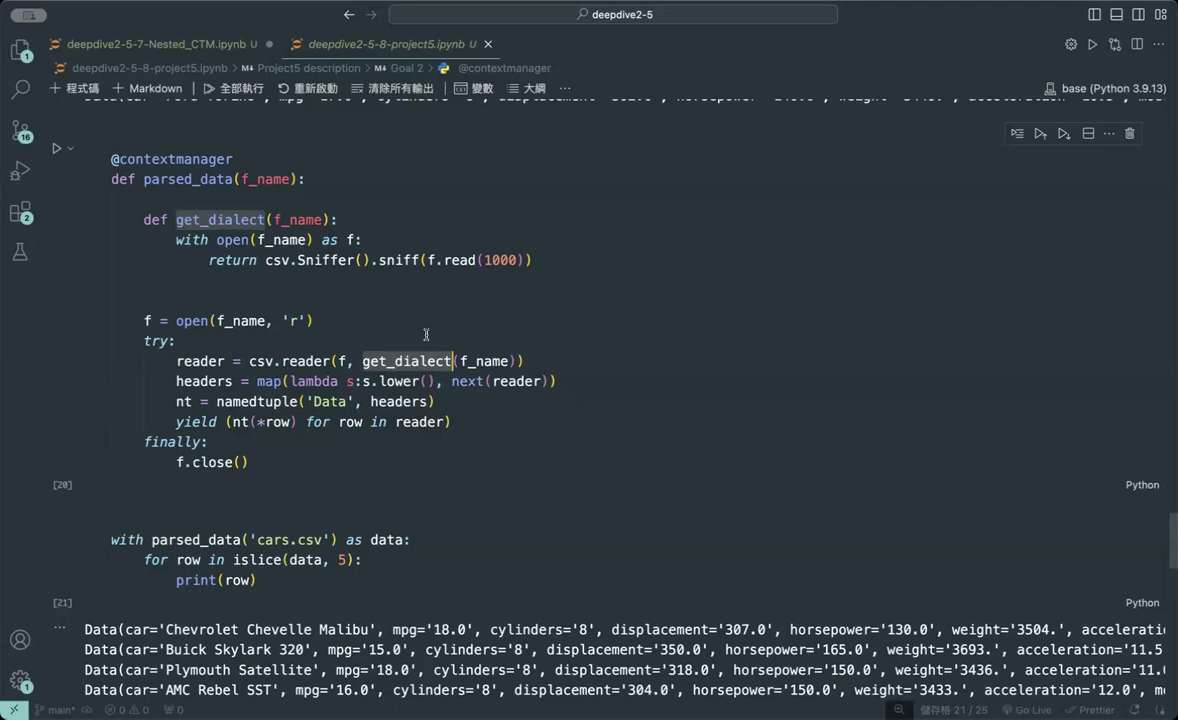 deepdive2-5
deepdive2-5-7-Nested_CTM.ipynb U
deepdive2-5-8-project5.ipynb U
deepdive2-5-8-project5.ipynb > Project5 description > Goal 2 > @contextmanager
+ 程式碼 + Markdown 全部執行 重新啟動 清除所有輸出 變數 大綱 ...
base (Python 3.9.13)
@contextmanager
def parsed_data(f_name):
def get_dialect(f_name):
with open(f_name) as f:
return csv.Sniffer().sniff(f.read(1000))
f = open(f_name, 'r')
try:
reader = csv.reader(f, get_dialect(f_name))
headers = map(lambda s:s.lower(), next(reader))
nt = namedtuple('Data', headers)
yield (nt(*row) for row in reader)
finally:
f.close()
[20]
Python
with parsed_data('cars.csv') as data:
for row in islice(data, 5):
print(row)
[21]
Python
Data(car='Chevrolet Chevelle Malibu', mpg='18.0', cylinders='8', displacement='307.0', horsepower='130.0', weight='3504.', accelerati
Data(car='Buick Skylark 320', mpg='15.0', cylinders='8', displacement='350.0', horsepower='165.0', weight='3693.', acceleration='11.5
Data(car='Plymouth Satellite', mpg='18.0', cylinders='8', displacement='318.0', horsepower='150.0', weight='3436.', acceleration='11.
Data(car='AMC Rebel SST', mpg='16.0', cylinders='8', displacement='304.0', horsepower='150.0', weight='3433.', acceleration='12.0', m
main* 0 0 0 儲存格 21 / 25 Go Live Prettier
1
16
2
1